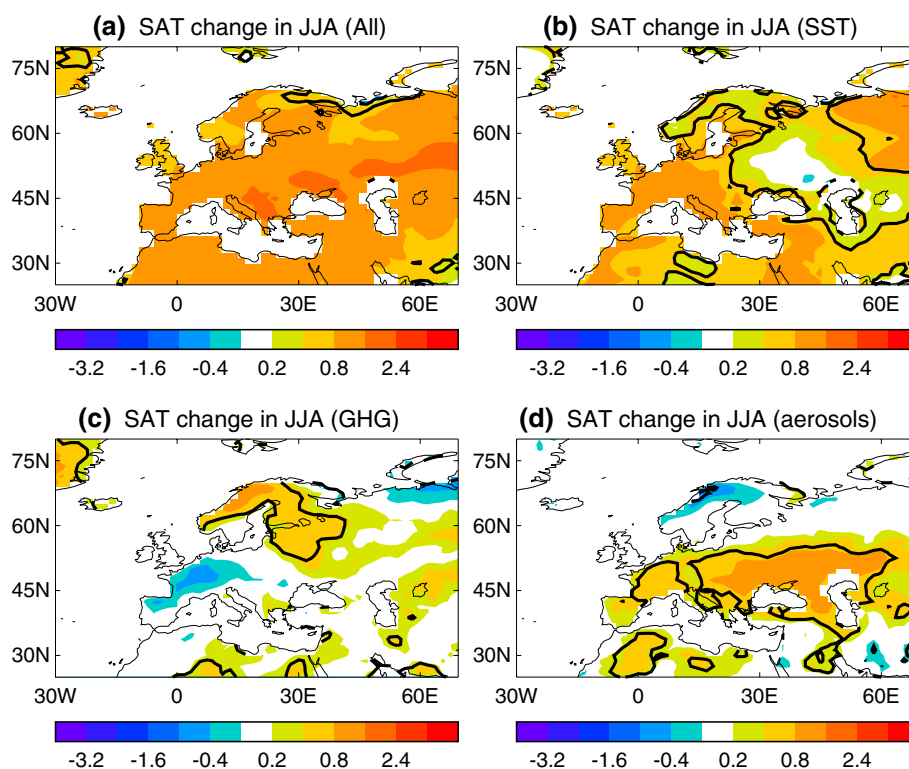 (a) SAT change in JJA (All)
75N
60N
45N
30N
30W 0 30E 60E
-3.2 -1.6 -0.4 0.2 0.8 2.4
(b) SAT change in JJA (SST)
75N
60N
45N
30N
30W 0 30E 60E
-3.2 -1.6 -0.4 0.2 0.8 2.4
(c) SAT change in JJA (GHG)
75N
60N
45N
30N
30W 0 30E 60E
-3.2 -1.6 -0.4 0.2 0.8 2.4
(d) SAT change in JJA (aerosols)
75N
60N
45N
30N
30W 0 30E 60E
-3.2 -1.6 -0.4 0.2 0.8 2.4